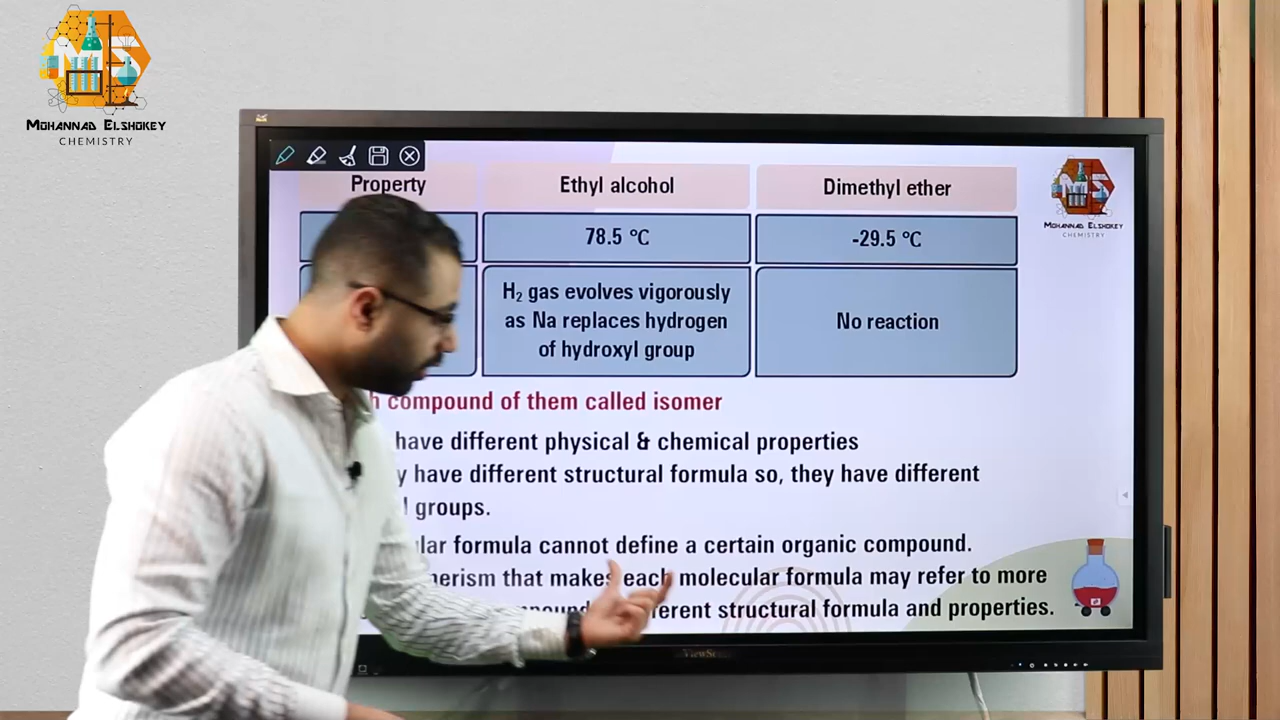 MOHANNAD ELSHOKEY
CHEMISTRY
Property
Ethyl alcohol
Dimethyl ether
78.5 °C
-29.5 °C
H₂ gas evolves vigorously
as Na replaces hydrogen
of hydroxyl group
No reaction
compound of them called isomer
have different physical & chemical properties
have different structural formula so, they have different
groups.
formula cannot define a certain organic compound.
that makes each molecular formula may refer to more
structural formula and properties.
MOHANNAD ELSHOKEY
CHEMISTRY
ViewSonic